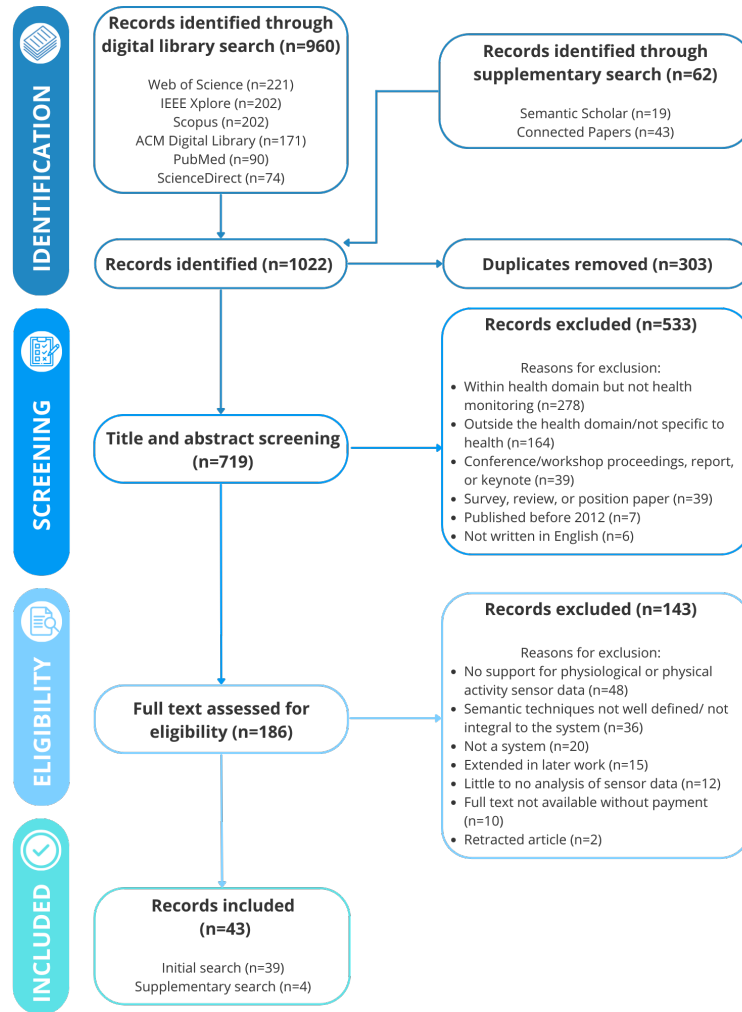 IDENTIFICATION
Records identified through
digital library search (n=960)
Web of Science (n=221)
IEEE Xplore (n=202)
Scopus (n=202)
ACM Digital Library (n=171)
PubMed (n=90)
ScienceDirect (n=74)
Records identified through
supplementary search (n=62)
Semantic Scholar (n=19)
Connected Papers (n=43)
Records identified (n=1022)
Duplicates removed (n=303)
SCREENING
Title and abstract screening
(n=719)
Records excluded (n=533)
Reasons for exclusion:
• Within health domain but not health
monitoring (n=278)
• Outside the health domain/not specific to
health (n=164)
• Conference/workshop proceedings, report,
or keynote (n=39)
• Survey, review, or position paper (n=39)
• Published before 2012 (n=7)
• Not written in English (n=6)
ELIGIBILITY
Full text assessed for
eligibility (n=186)
Records excluded (n=143)
Reasons for exclusion:
• No support for physiological or physical
activity sensor data (n=48)
• Semantic techniques not well defined/ not
integral to the system (n=36)
• Not a system (n=20)
• Extended in later work (n=15)
• Little to no analysis of sensor data (n=12)
• Full text not available without payment
(n=10)
• Retracted article (n=2)
INCLUDED
Records included
(n=43)
Initial search (n=39)
Supplementary search (n=4)